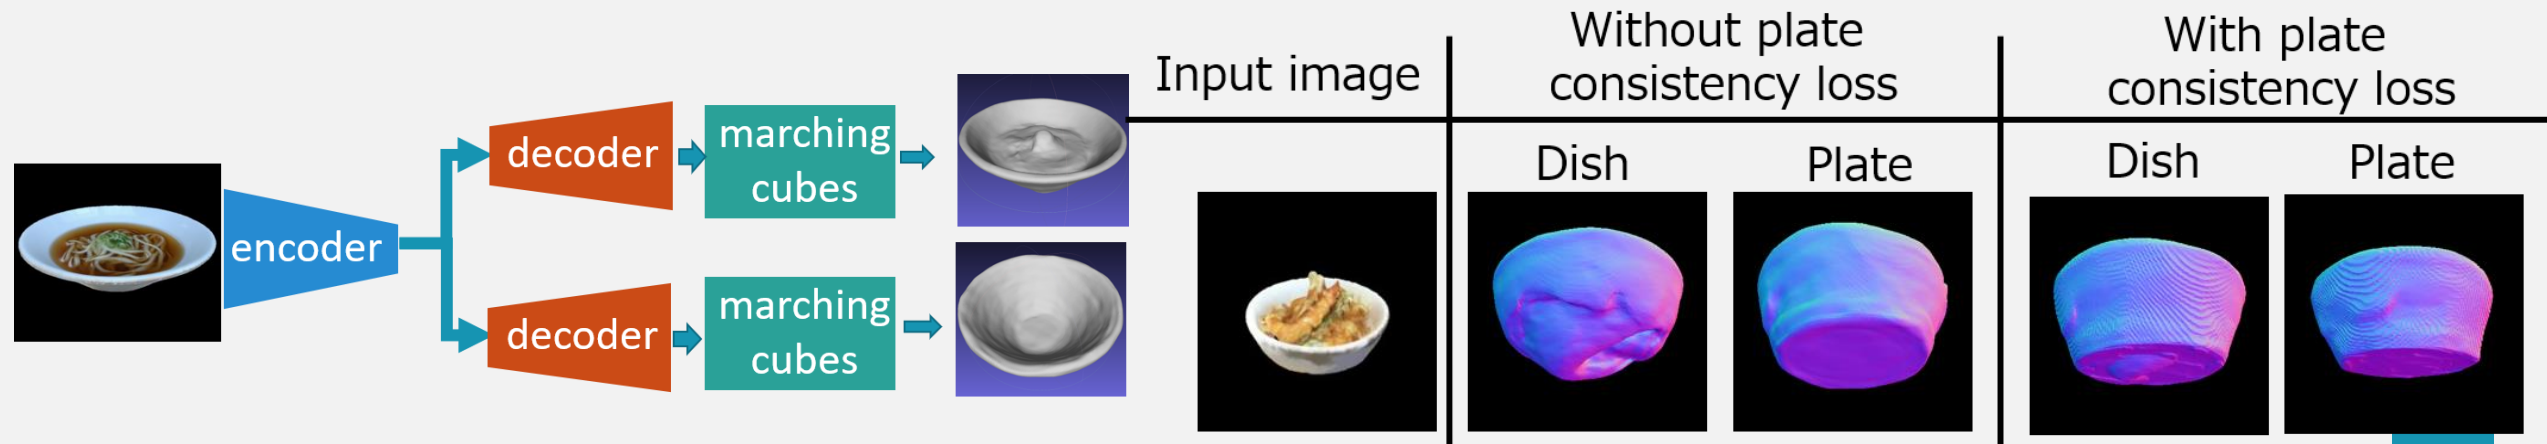 encoder
decoder
marching
cubes
decoder
marching
cubes
Input image
Without plate
consistency loss
With plate
consistency loss
Dish
Plate
Dish
Plate